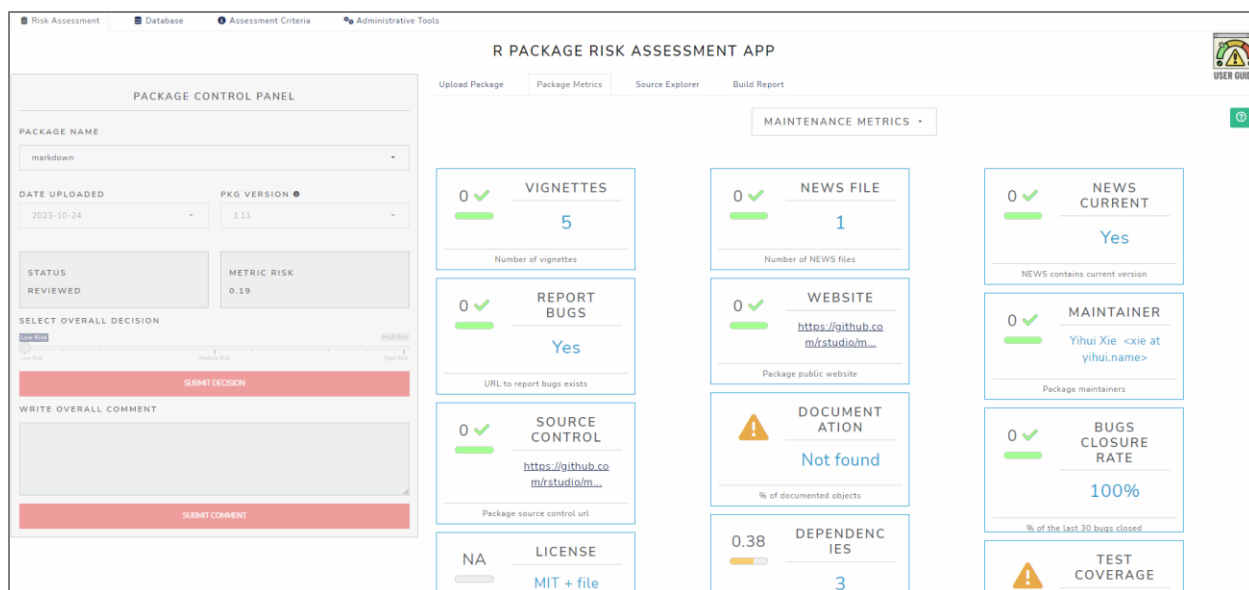 Risk Assessment
Database
Assessment Criteria
Administrative Tools
R PACKAGE RISK ASSESSMENT APP
USER GUIDE
PACKAGE CONTROL PANEL
PACKAGE NAME
markdown
DATE UPLOADED
PKG VERSION
2023-10-24
1.11
STATUS
REVIEWED
METRIC RISK
0.19
SELECT OVERALL DECISION
Low Risk
High Risk
Low Risk
Medium Risk
High Risk
SUBMIT DECISION
WRITE OVERALL COMMENT
SUBMIT COMMENT
Upload Package
Package Metrics
Source Explorer
Build Report
MAINTENANCE METRICS
0
VIGNETTES
5
Number of vignettes
0
NEWS FILE
1
Number of NEWS files
0
NEWS
CURRENT
Yes
NEWS contains current version
0
REPORT
BUGS
Yes
URL to report bugs exists
0
WEBSITE
https://github.co
m/rstudio/m...
Package public website
0
MAINTAINER
Yihui Xie <xie at
yihui.name>
Package maintainers
0
SOURCE
CONTROL
https://github.co
m/rstudio/m...
Package source control url
DOCUMENT
ATION
Not found
% of documented objects
0
BUGS
CLOSURE
RATE
100%
% of the last 30 bugs closed
NA
LICENSE
MIT + file
0.38
DEPENDENC
IES
3
TEST
COVERAGE